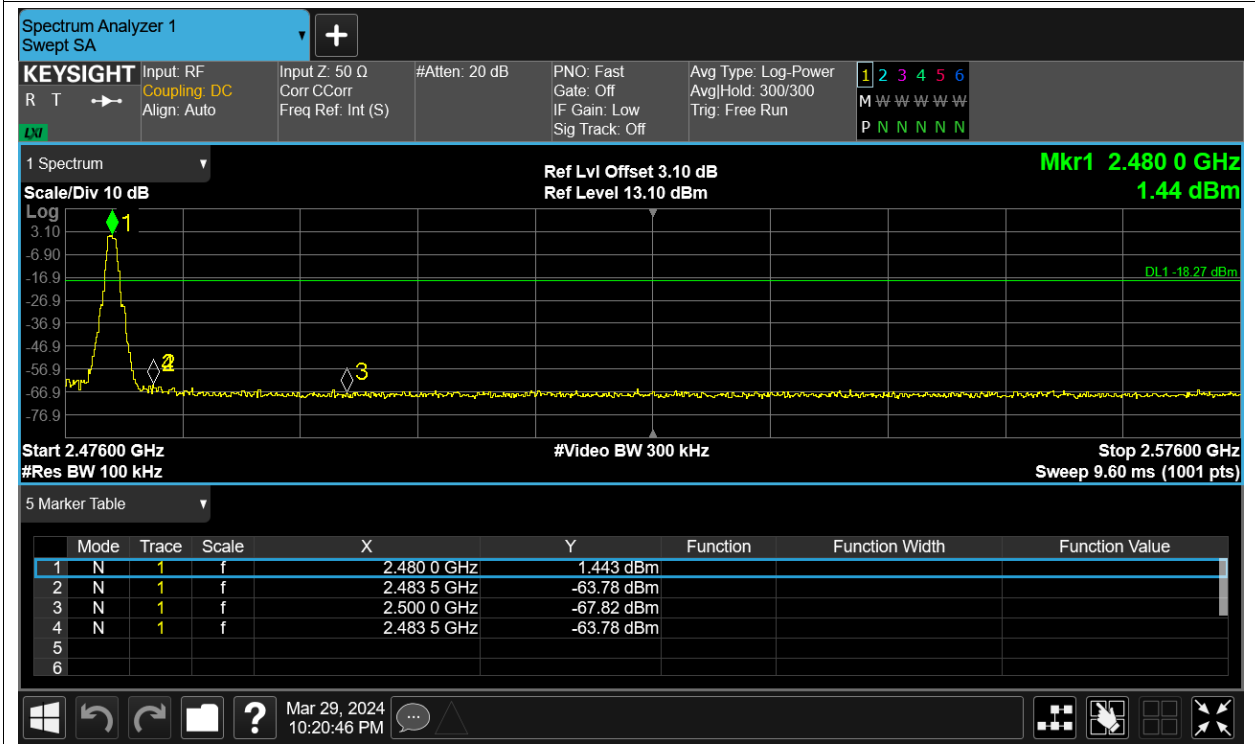 Spectrum Analyzer 1
Swept SA
KEYSIGHT
R T
LXI
Input: RF
Coupling: DC
Align: Auto
Input Z: 50 Ω
Corr CCorr
Freq Ref: Int (S)
#Atten: 20 dB
PNO: Fast
Gate: Off
IF Gain: Low
Sig Track: Off
Avg Type: Log-Power
Avg|Hold: 300/300
Trig: Free Run
1 2 3 4 5 6
M W W W W W
P N N N N N
1 Spectrum
Scale/Div 10 dB
Ref Lvl Offset 3.10 dB
Ref Level 13.10 dBm
Mkr1 2.480 0 GHz
1.44 dBm
Log
3.10
-6.90
-16.9
-26.9
-36.9
-46.9
-56.9
-66.9
-76.9
1
2
3
DL1 -18.27 dBm
Start 2.47600 GHz
#Res BW 100 kHz
#Video BW 300 kHz
Stop 2.57600 GHz
Sweep 9.60 ms (1001 pts)
5 Marker Table
Mode Trace Scale X Y Function Function Width Function Value
1 N 1 f 2.480 0 GHz 1.443 dBm
2 N 1 f 2.483 5 GHz -63.78 dBm
3 N 1 f 2.500 0 GHz -67.82 dBm
4 N 1 f 2.483 5 GHz -63.78 dBm
5
6
?
Mar 29, 2024
10:20:46 PM